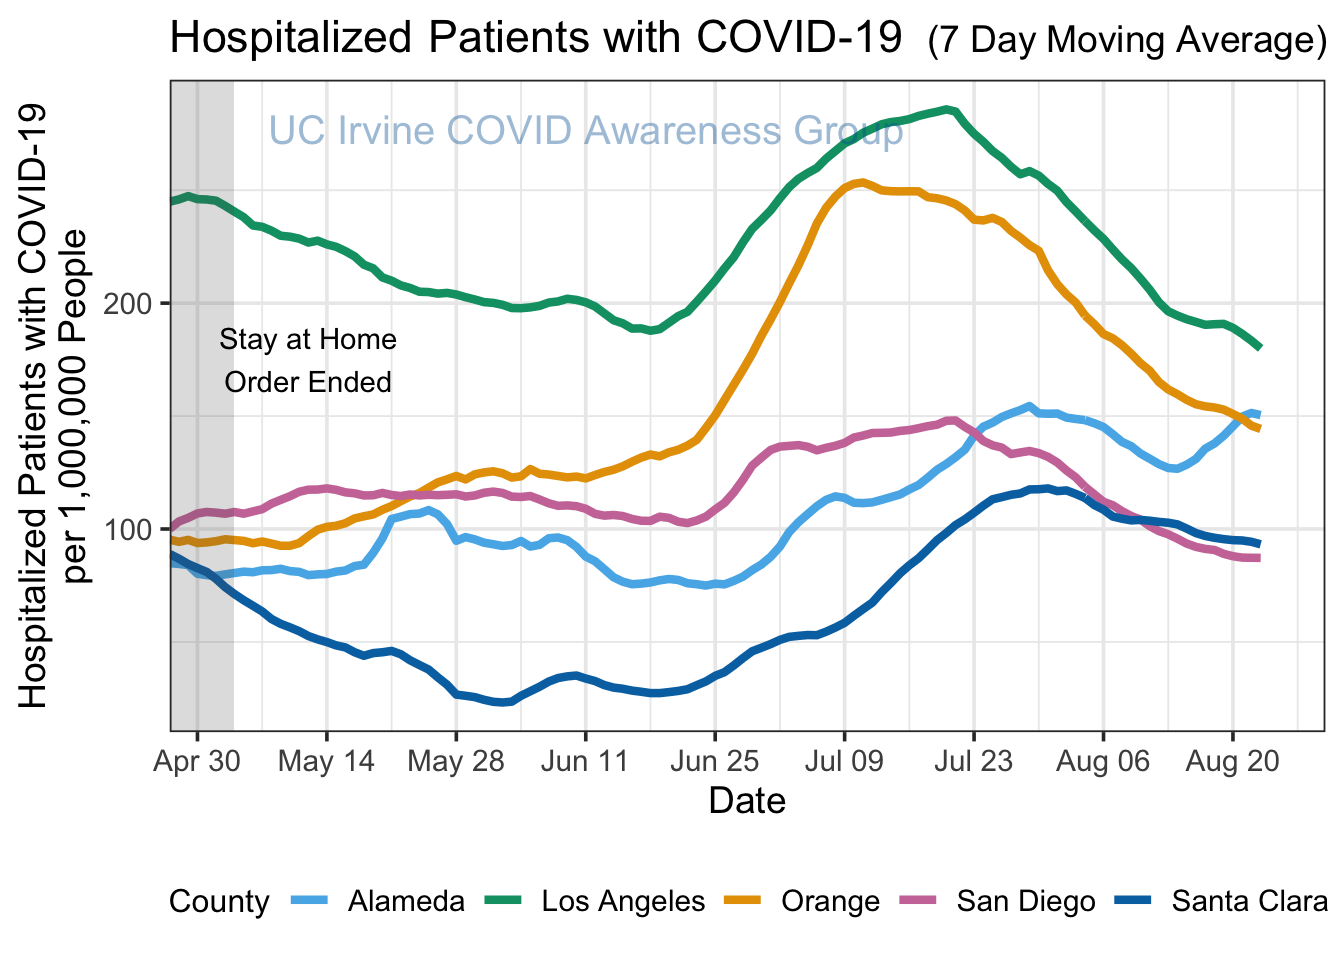 Hospitalized Patients with COVID-19 (7 Day Moving Average)
UC Irvine COVID Awareness Group
Hospitalized Patients with COVID-19
per 1,000,000 People
200
100
Stay at Home
Order Ended
Apr 30 May 14 May 28 Jun 11 Jun 25 Jul 09 Jul 23 Aug 06 Aug 20
Date
County Alameda Los Angeles Orange San Diego Santa Clara